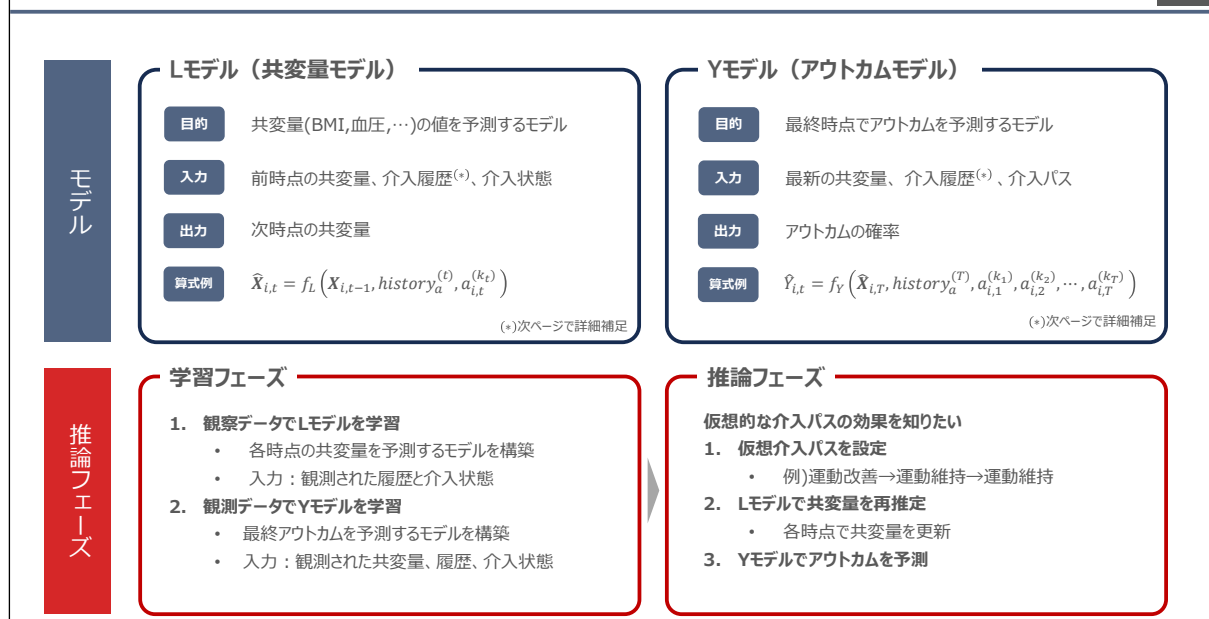 モデル
Lモデル（共変量モデル）
目的 共変量(BMI,血圧,…)の値を予測するモデル
入力 前時点の共変量、介入履歴(*)、介入状態
出力 次時点の共変量
算式例 X̂_{i,t} = f_L(X_{i,t−1}, history_a^{(t)}, a_{i,t}^{(k_t)})
(*)次ページで詳細補足
Yモデル（アウトカムモデル）
目的 最終時点でアウトカムを予測するモデル
入力 最新の共変量、 介入履歴(*) 、介入パス
出力 アウトカムの確率
算式例 Ŷ_{i,t} = f_Y(X̂_{i,T}, history_a^{(T)}, a_{i,1}^{(k_1)}, a_{i,2}^{(k_2)}, ⋯, a_{i,T}^{(k_T)})
(*)次ページで詳細補足
推論フェーズ
学習フェーズ
1. 観察データでLモデルを学習
• 各時点の共変量を予測するモデルを構築
• 入力：観測された履歴と介入状態
2. 観測データでYモデルを学習
• 最終アウトカムを予測するモデルを構築
• 入力：観測された共変量、履歴、介入状態
推論フェーズ
仮想的な介入パスの効果を知りたい
1. 仮想介入パスを設定
• 例)運動改善→運動維持→運動維持
2. Lモデルで共変量を再推定
• 各時点で共変量を更新
3. Yモデルでアウトカムを予測